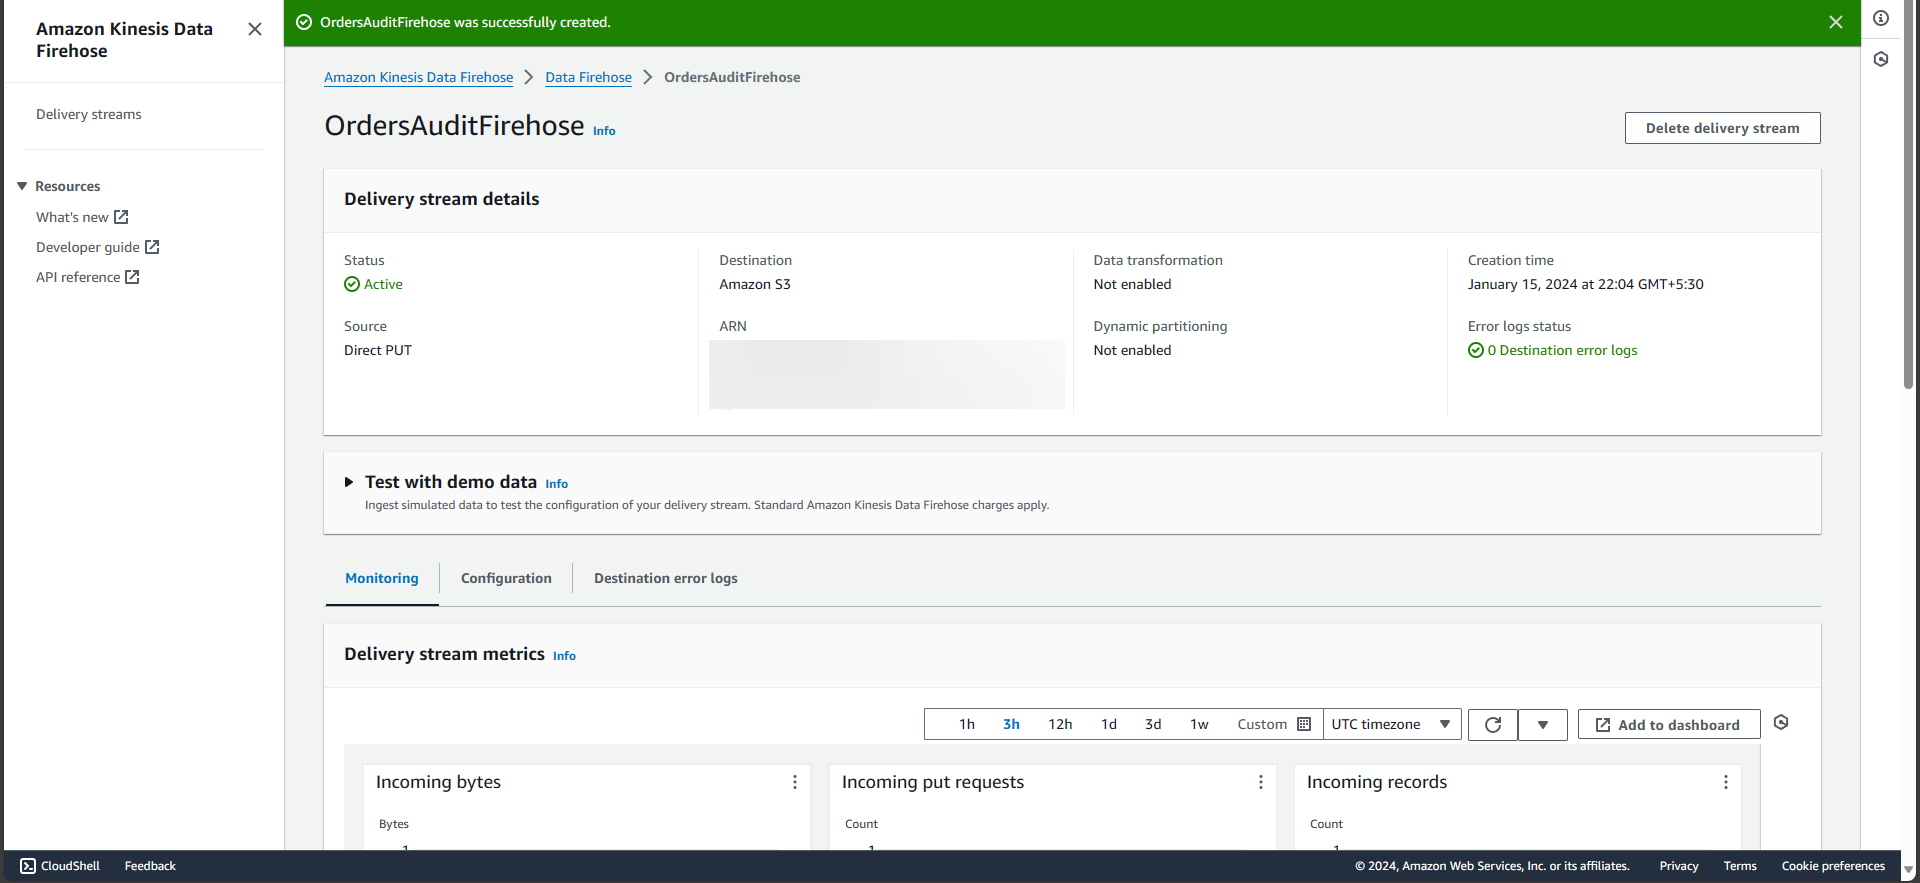 Amazon Kinesis Data
Firehose
Delivery streams
Resources
What's new
Developer guide
API reference
OrdersAuditFirehose was successfully created.
Amazon Kinesis Data Firehose
Data Firehose
OrdersAuditFirehose
OrdersAuditFirehose Info
Delete delivery stream
Delivery stream details
Status
Active
Source
Direct PUT
Destination
Amazon S3
ARN
Data transformation
Not enabled
Dynamic partitioning
Not enabled
Creation time
January 15, 2024 at 22:04 GMT+5:30
Error logs status
0 Destination error logs
Test with demo data Info
Ingest simulated data to test the configuration of your delivery stream. Standard Amazon Kinesis Data Firehose charges apply.
Monitoring
Configuration
Destination error logs
Delivery stream metrics Info
1h 3h 12h 1d 3d 1w Custom UTC timezone
Add to dashboard
Incoming bytes
Bytes
1
Incoming put requests
Count
1
Incoming records
Count
1
CloudShell Feedback
© 2024, Amazon Web Services, Inc. or its affiliates. Privacy Terms Cookie preferences